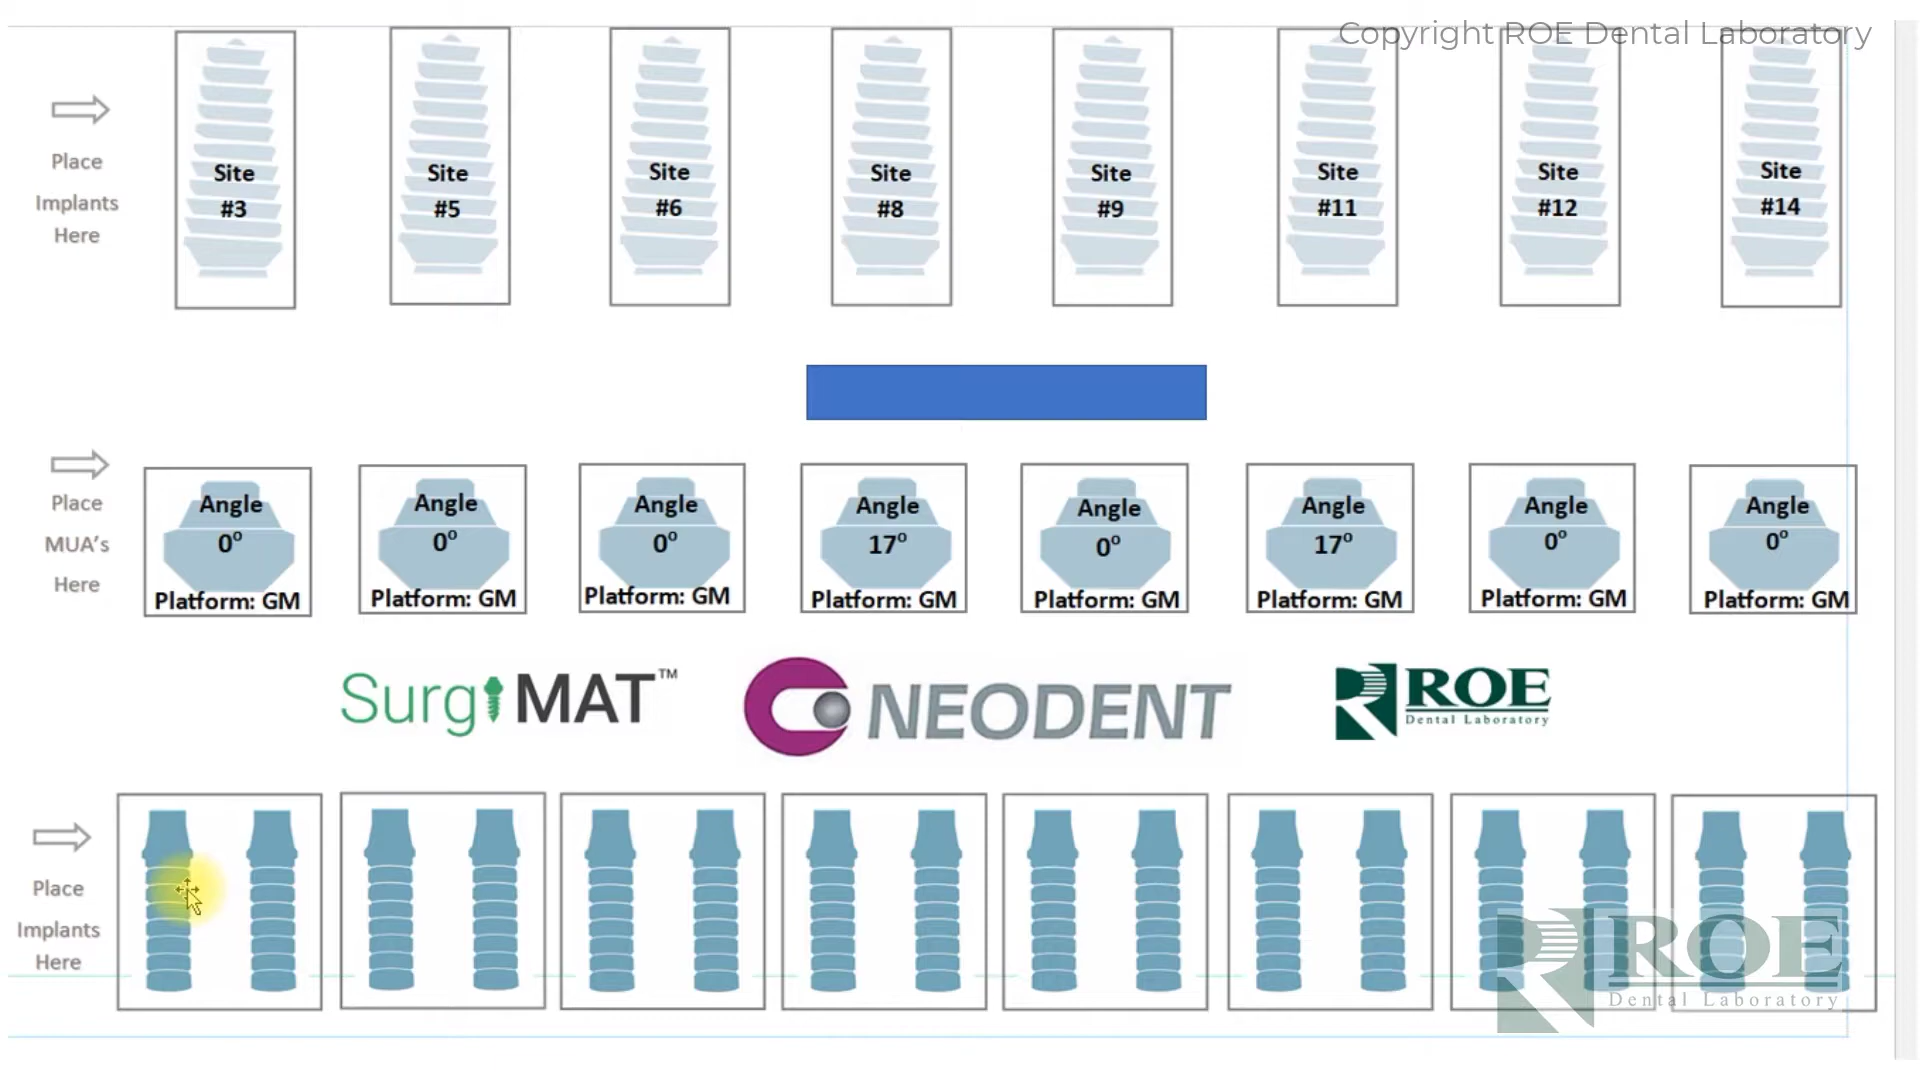 Copyright ROE Dental Laboratory
Place
Implants
Here
Site
#3
Site
#5
Site
#6
Site
#8
Site
#9
Site
#11
Site
#12
Site
#14
Place
MUA's
Here
Angle
0°
Platform: GM
Angle
0°
Platform: GM
Angle
0°
Platform: GM
Angle
17°
Platform: GM
Angle
0°
Platform: GM
Angle
17°
Platform: GM
Angle
0°
Platform: GM
Angle
0°
Platform: GM
SurgiMAT™
NEODENT
ROE
Dental Laboratory
Place
Implants
Here
ROE
Dental Laboratory